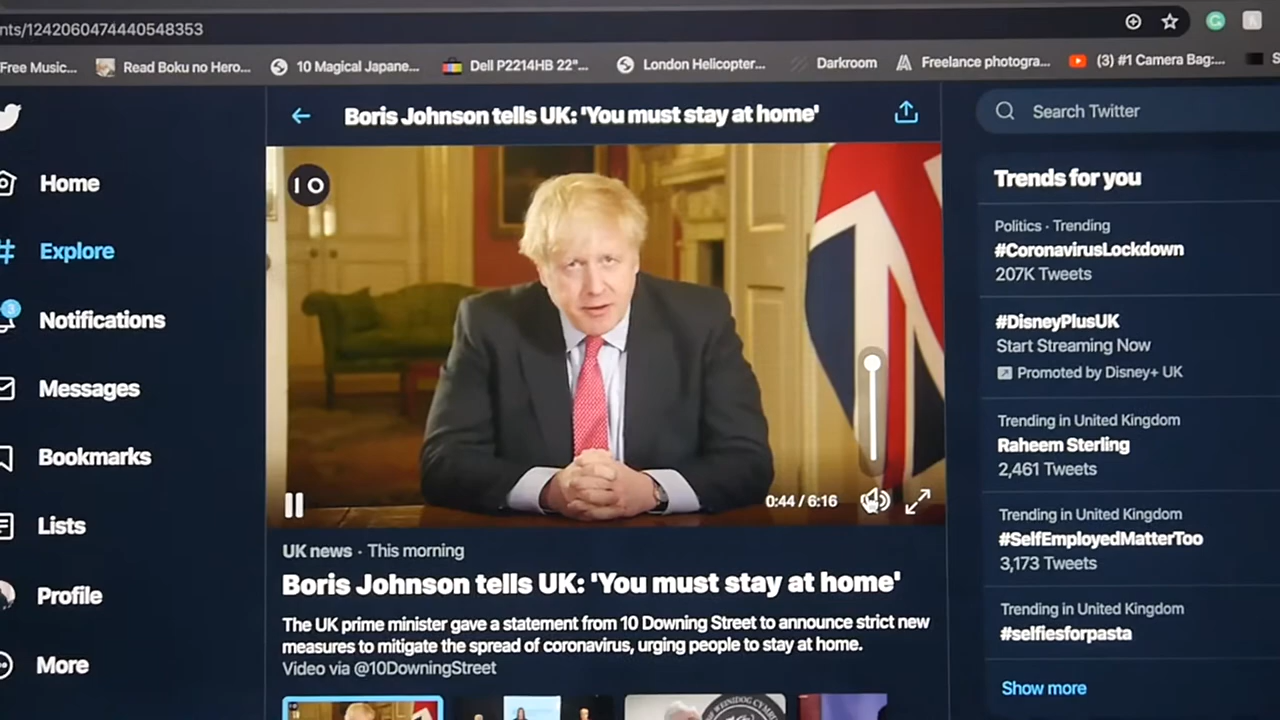 nts/1242060474440548353
Free Music...
Read Boku no Hero...
10 Magical Japane...
Dell P2214HB 22"...
London Helicopter...
Darkroom
Freelance photogra...
(3) #1 Camera Bag:...
S
Home
Explore
3
Notifications
Messages
Bookmarks
Lists
Profile
More
Boris Johnson tells UK: 'You must stay at home'
10
0:44 / 6:16
UK news · This morning
Boris Johnson tells UK: 'You must stay at home'
The UK prime minister gave a statement from 10 Downing Street to announce strict new
measures to mitigate the spread of coronavirus, urging people to stay at home.
Video via @10DowningStreet
Search Twitter
Trends for you
Politics · Trending
#CoronavirusLockdown
207K Tweets
#DisneyPlusUK
Start Streaming Now
Promoted by Disney+ UK
Trending in United Kingdom
Raheem Sterling
2,461 Tweets
Trending in United Kingdom
#SelfEmployedMatterToo
3,173 Tweets
Trending in United Kingdom
#selfiesforpasta
Show more